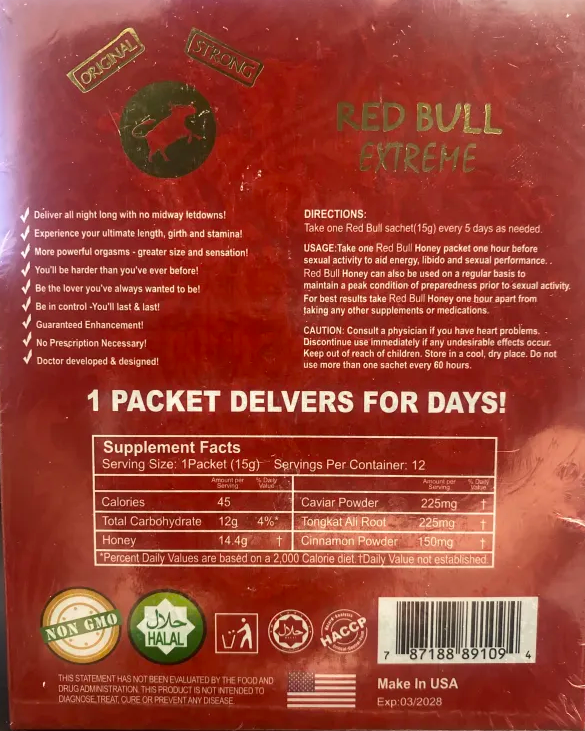 ORIGINAL
STRONG
RED BULL
EXTREME
Deliver all night long with no midway letdowns!
Experience your ultimate length, girth and stamina!
More powerful orgasms - greater size and sensation!
You'll be harder than you've ever before!
Be the lover you've always wanted to be!
Be in control -You'll last & last!
Guaranteed Enhancement!
No Prescription Necessary!
Doctor developed & designed!
DIRECTIONS:
Take one Red Bull sachet(15g) every 5 days as needed.
USAGE:Take one Red Bull Honey packet one hour before
sexual activity to aid energy, libido and sexual performance. .
Red Bull Honey can also be used on a regular basis to
maintain a peak condition of preparedness prior to sexual activity.
For best results take Red Bull Honey one hour apart from
taking any other supplements or medications.
CAUTION: Consult a physician if you have heart problems.
Discontinue use immediately if any undesirable effects occur.
Keep out of reach of children. Store in a cool, dry place. Do not
use more than one sachet every 60 hours.
1 PACKET DELVERS FOR DAYS!
Supplement Facts
Serving Size: 1Packet (15g) Servings Per Container: 12
Amount per Serving % Daily Value Amount per Serving % Daily Value
Calories 45 Caviar Powder 225mg †
Total Carbohydrate 12g 4%* Tongkat Ali Root 225mg †
Honey 14.4g † Cinnamon Powder 150mg †
*Percent Daily Values are based on a 2,000 Calorie diet.†Daily Value not established.
NON GMO
حلال
HALAL
حلال
HACCP
7 87188 89109 4
THIS STATEMENT HAS NOT BEEN EVALUATED BY THE FOOD AND
DRUG ADMINISTRATION. THIS PRODUCT IS NOT INTENDED TO
DIAGNOSE,TREAT, CURE OR PREVENT ANY DISEASE.
Make In USA
Exp:03/2028